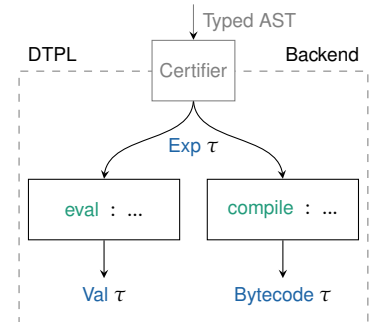 Typed AST
DTPL
Backend
Certifier
Exp τ
eval : ...
compile : ...
Val τ
Bytecode τ